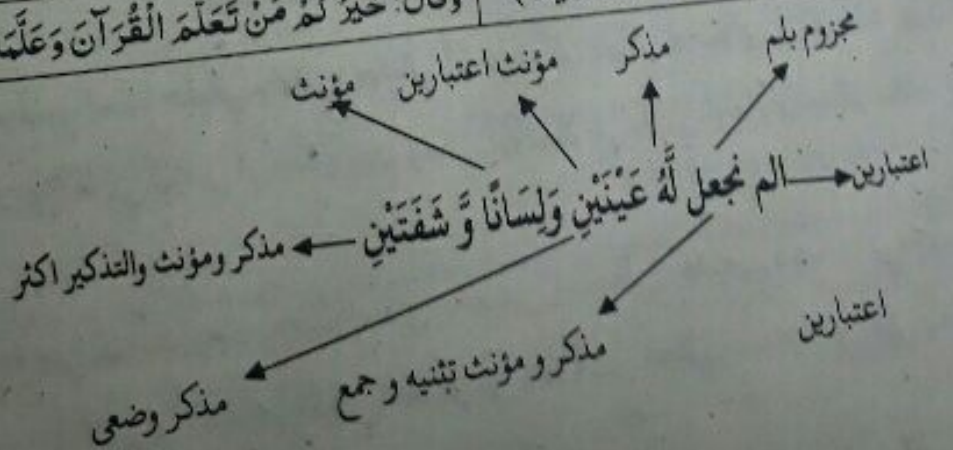 وَقَالَ: خَيْرُكُمْ مَنْ تَعَلَّمَ الْقُرْآنَ وَعَلَّمَ
مجزوم بلم
مذکر
مؤنث اعتبارین
مؤنث
اعتبارین
الم نجعل لَّهُ عَيْنَيْنِ وَلِسَانًا وَّ شَفَتَيْنِ
مذکر ومؤنث والتذکیر اکثر
اعتبارین
مذکر و مؤنث تثنیه و جمع
مذکر وضعی